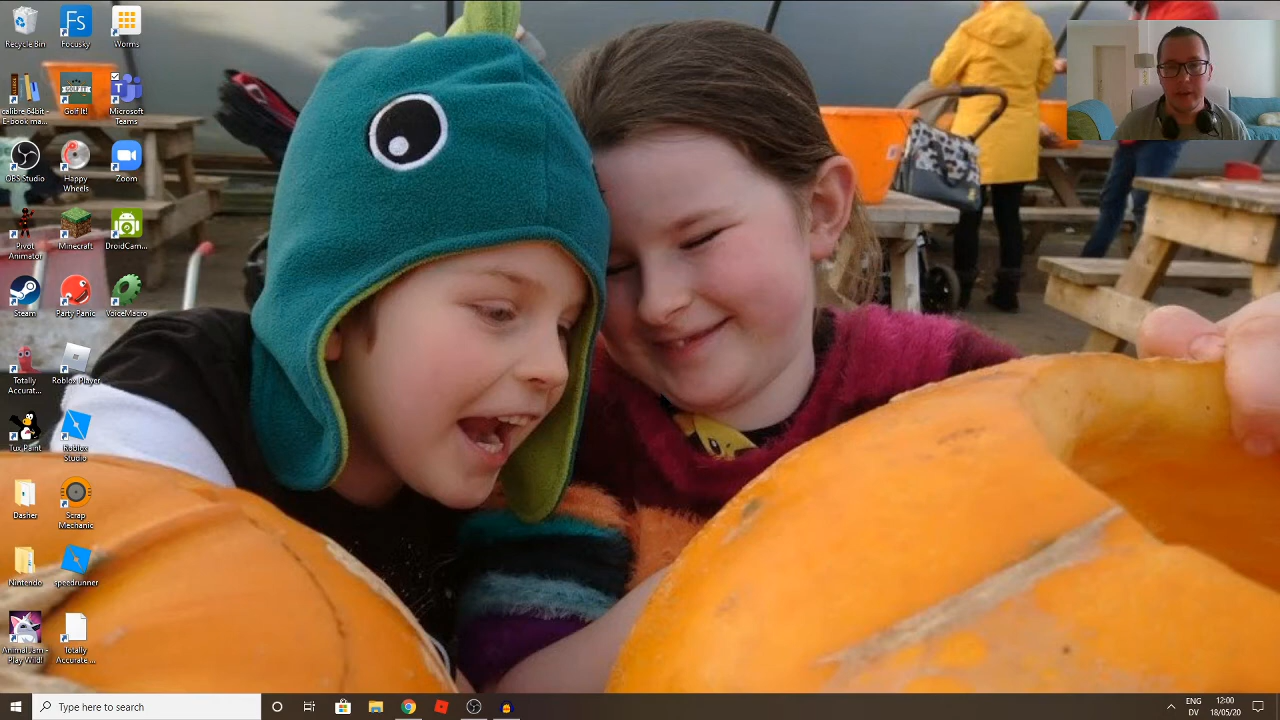 Recycle Bin
Focusky
Worms
calibre 64bit - E-book ma...
Golf It!
Microsoft Teams
OBS Studio
Happy Wheels
Zoom
Pivot Animator
Minecraft
DroidCam...
Steam
Party Panic
VoiceMacro
Totally Accurat...
Roblox Player
Tux Paint
Roblox Studio
Dasher
Scrap Mechanic
Nintendo
speedrunner
Animal Jam - Play Wild!
Totally Accurate ...
Fs
GOLF IT!
Type here to search
ENG
DV
12:00
18/05/20